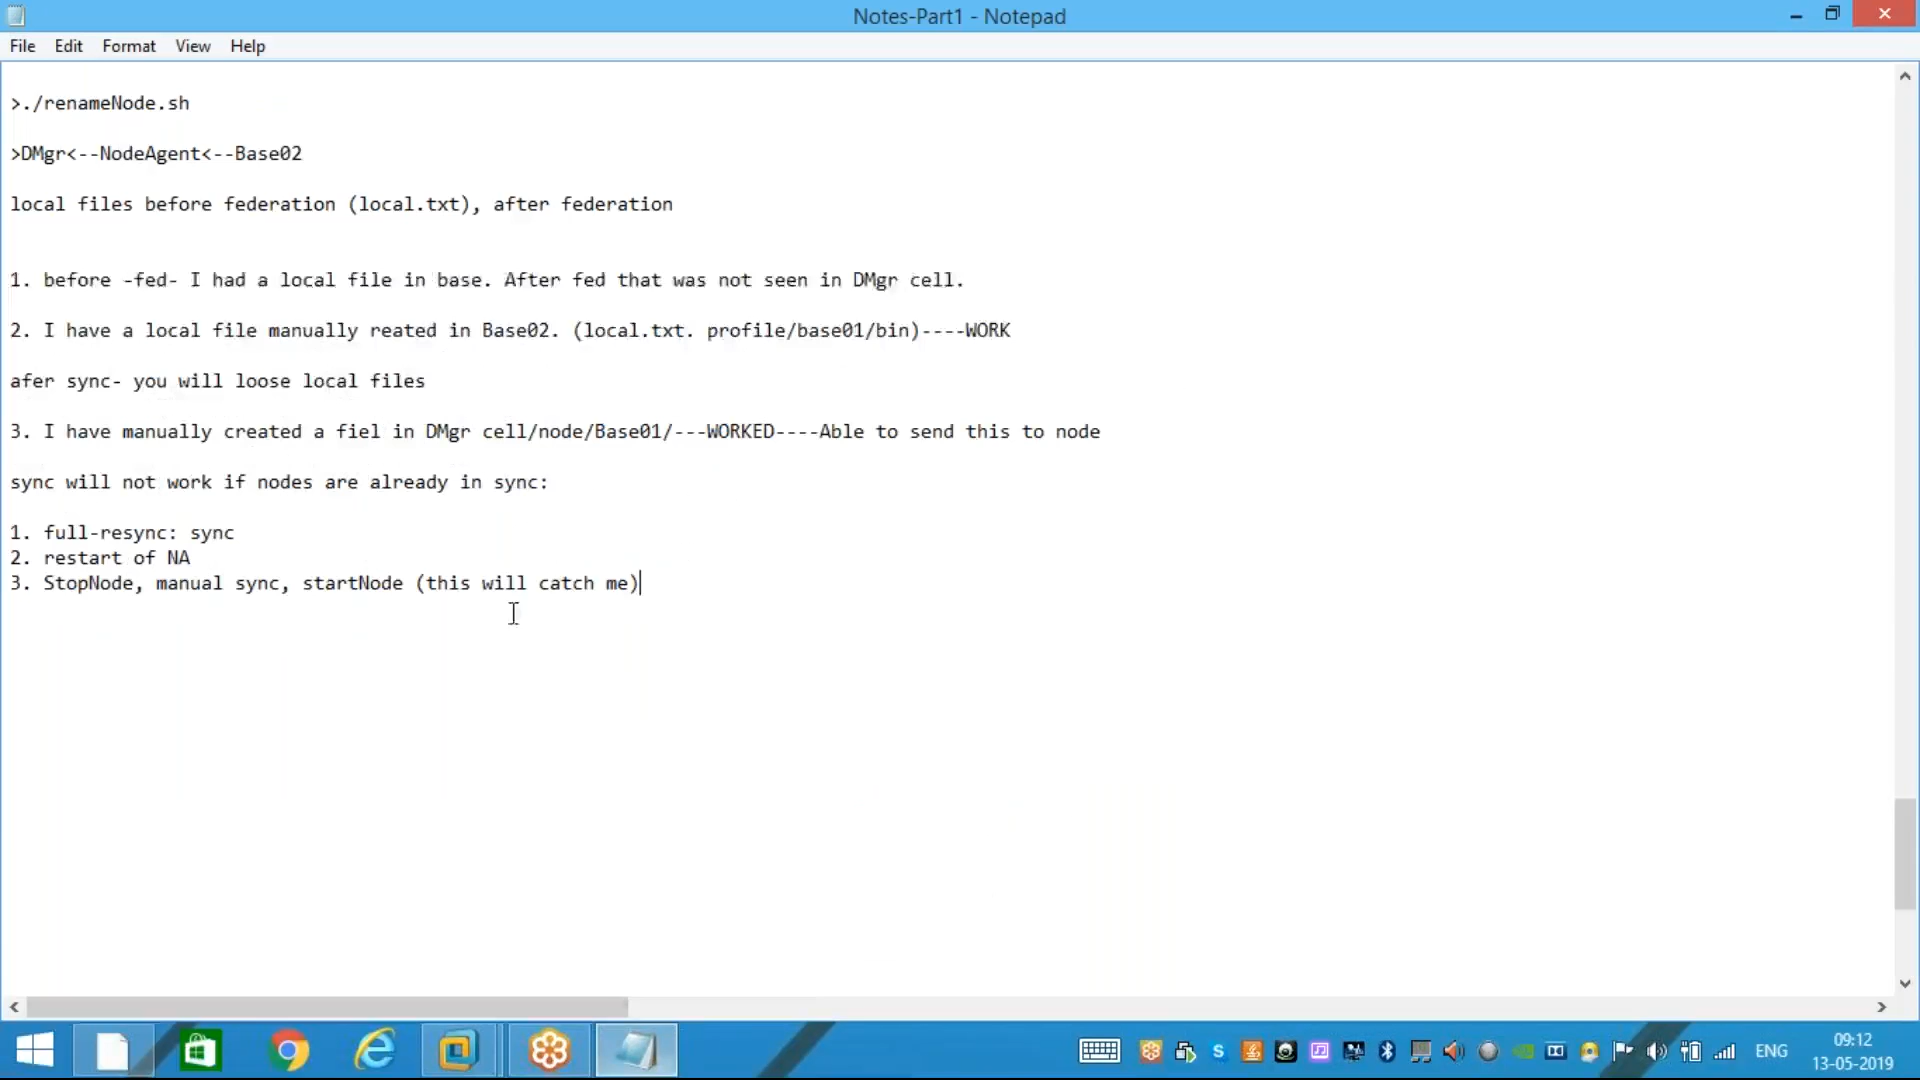 Notes-Part1 - Notepad
File Edit Format View Help
>./renameNode.sh
>DMgr<--NodeAgent<--Base02
local files before federation (local.txt), after federation
1. before -fed- I had a local file in base. After fed that was not seen in DMgr cell.
2. I have a local file manually reated in Base02. (local.txt. profile/base01/bin)----WORK
afer sync- you will loose local files
3. I have manually created a fiel in DMgr cell/node/Base01/---WORKED----Able to send this to node
sync will not work if nodes are already in sync:
1. full-resync: sync
2. restart of NA
3. StopNode, manual sync, startNode (this will catch me)
ENG
09:12
13-05-2019